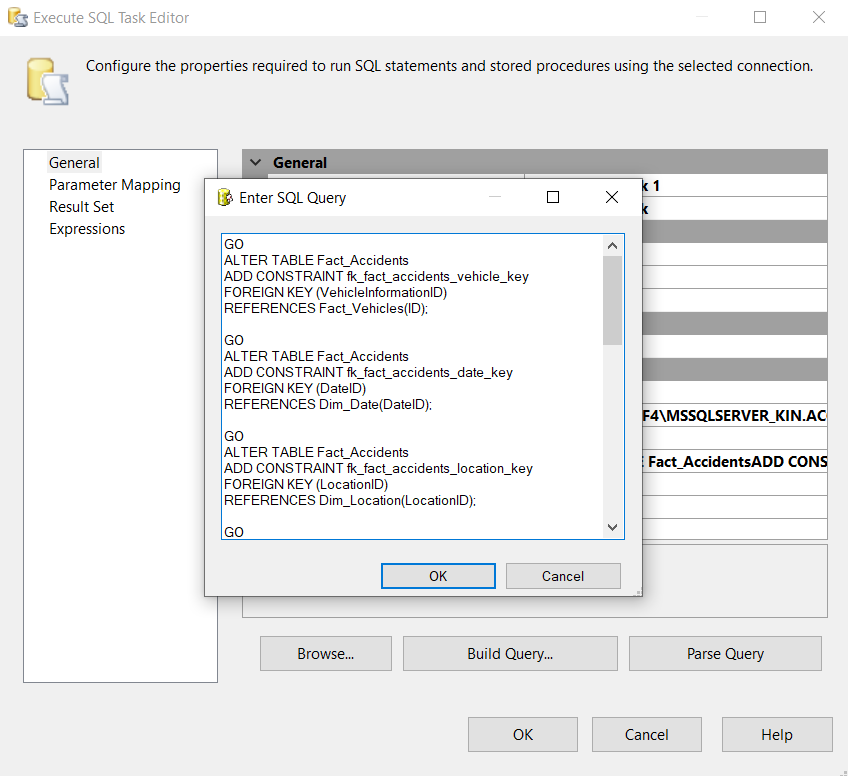 Execute SQL Task Editor
Configure the properties required to run SQL statements and stored procedures using the selected connection.
General
Parameter Mapping
Result Set
Expressions
General
k 1
k
F4\MSSQLSERVER_KIN.AC
Fact_AccidentsADD CONS
Enter SQL Query
GO
ALTER TABLE Fact_Accidents
ADD CONSTRAINT fk_fact_accidents_vehicle_key
FOREIGN KEY (VehicleInformationID)
REFERENCES Fact_Vehicles(ID);
GO
ALTER TABLE Fact_Accidents
ADD CONSTRAINT fk_fact_accidents_date_key
FOREIGN KEY (DateID)
REFERENCES Dim_Date(DateID);
GO
ALTER TABLE Fact_Accidents
ADD CONSTRAINT fk_fact_accidents_location_key
FOREIGN KEY (LocationID)
REFERENCES Dim_Location(LocationID);
GO
OK Cancel
Browse... Build Query... Parse Query
OK Cancel Help